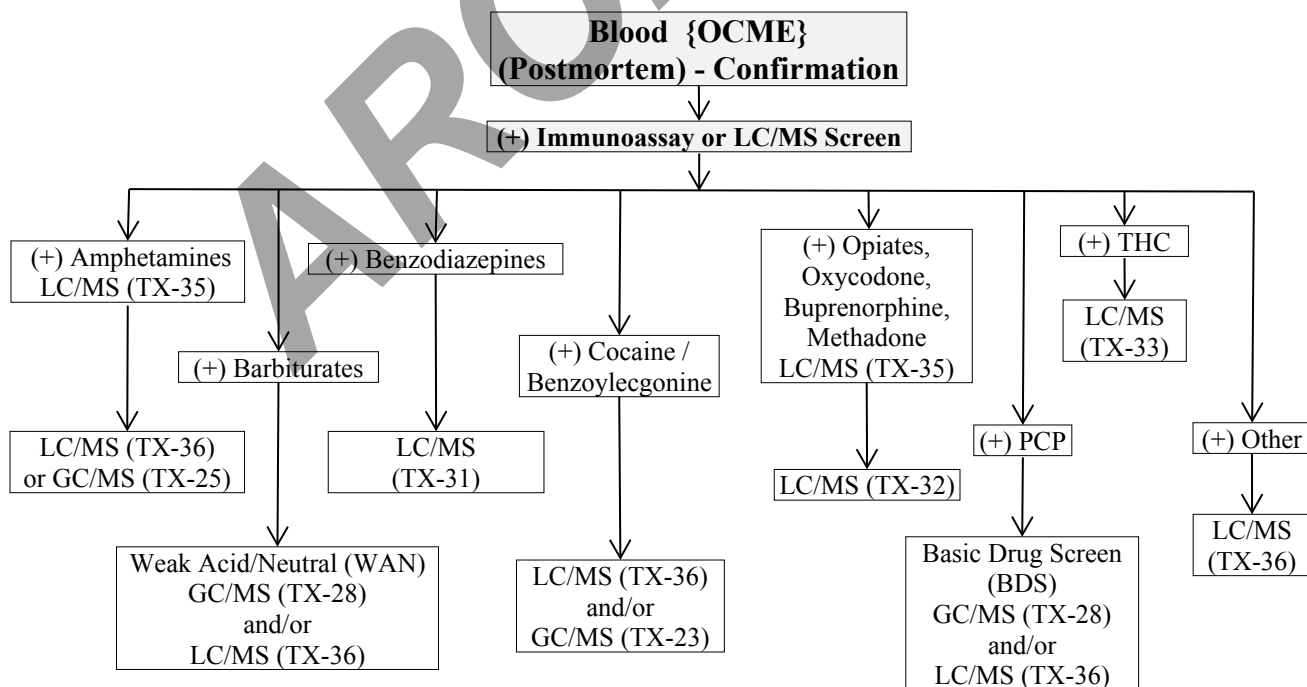 Blood {OCME}
(Postmortem) - Confirmation
(+) Immunoassay or LC/MS Screen
(+) Amphetamines
LC/MS (TX-35)
LC/MS (TX-36)
or GC/MS (TX-25)
(+) Barbiturates
Weak Acid/Neutral (WAN)
GC/MS (TX-28)
and/or
LC/MS (TX-36)
(+) Benzodiazepines
LC/MS
(TX-31)
(+) Cocaine /
Benzoylecgonine
LC/MS (TX-36)
and/or
GC/MS (TX-23)
(+) Opiates,
Oxycodone,
Buprenorphine,
Methadone
LC/MS (TX-35)
LC/MS (TX-32)
(+) PCP
Basic Drug Screen
(BDS)
GC/MS (TX-28)
and/or
LC/MS (TX-36)
(+) THC
LC/MS
(TX-33)
(+) Other
LC/MS
(TX-36)